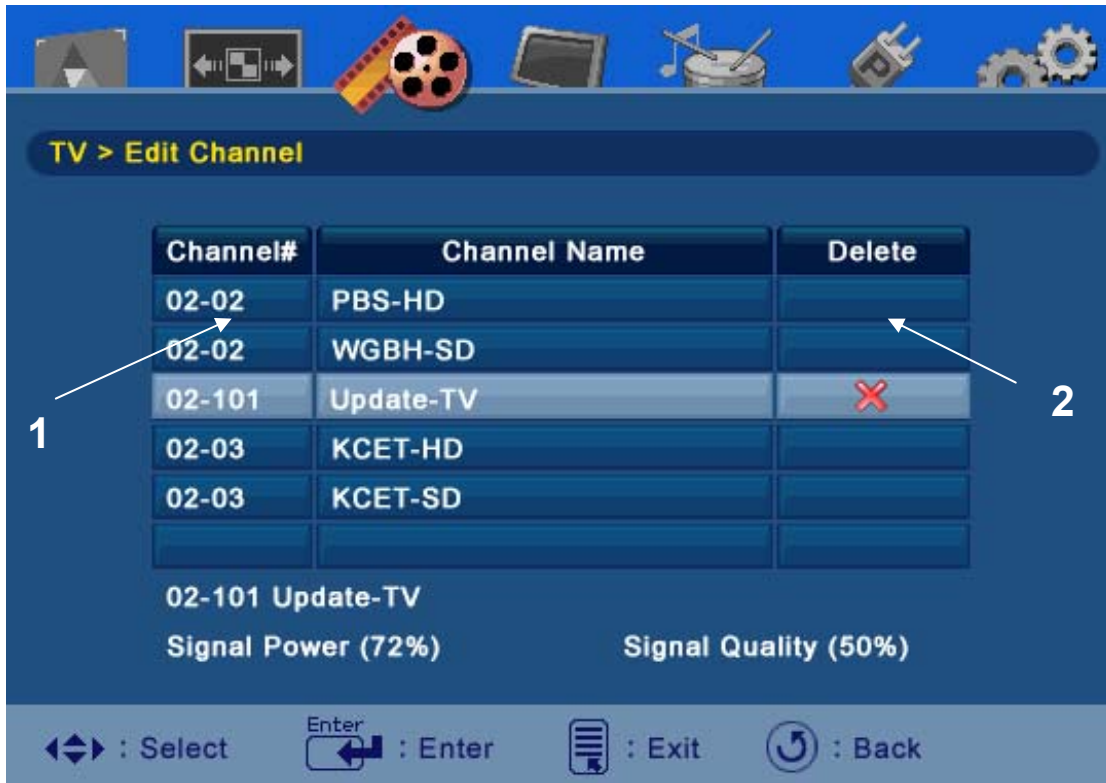 P
TV > Edit Channel
Channel# Channel Name Delete
02-02 PBS-HD
02-02 WGBH-SD
02-101 Update-TV
02-03 KCET-HD
02-03 KCET-SD
1
2
02-101 Update-TV
Signal Power (72%) Signal Quality (50%)
: Select Enter : Enter : Exit : Back